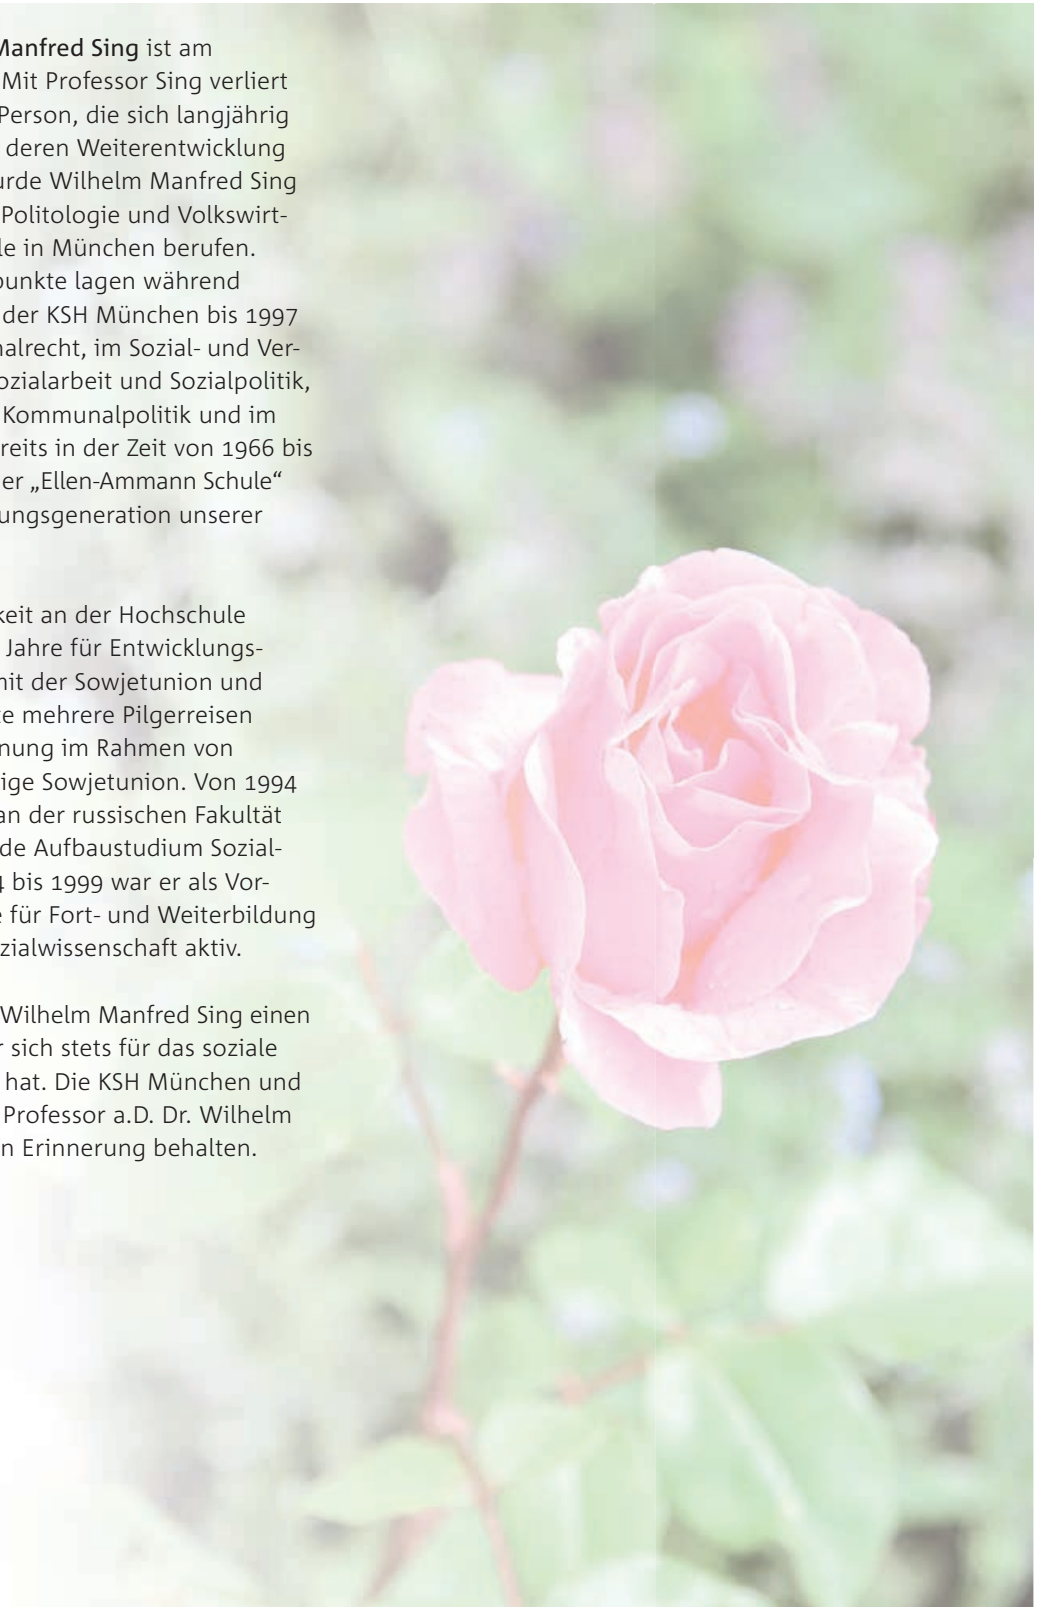 Manfred Sing ist am
Mit Professor Sing verliert
Person, die sich langjährig
deren Weiterentwicklung
urde Wilhelm Manfred Sing
Politologie und Volkswirt-
le in München berufen.
punkte lagen während
der KSH München bis 1997
nalrecht, im Sozial- und Ver-
ozialarbeit und Sozialpolitik,
Kommunalpolitik und im
reits in der Zeit von 1966 bis
er „Ellen-Ammann Schule“
ungsgeneration unserer
keit an der Hochschule
Jahre für Entwicklungs-
mit der Sowjetunion und
te mehrere Pilgerreisen
nung im Rahmen von
ige Sowjetunion. Von 1994
an der russischen Fakultät
de Aufbaustudium Sozial-
4 bis 1999 war er als Vor-
e für Fort- und Weiterbildung
zialwissenschaft aktiv.
Wilhelm Manfred Sing einen
r sich stets für das soziale
hat. Die KSH München und
Professor a.D. Dr. Wilhelm
n Erinnerung behalten.